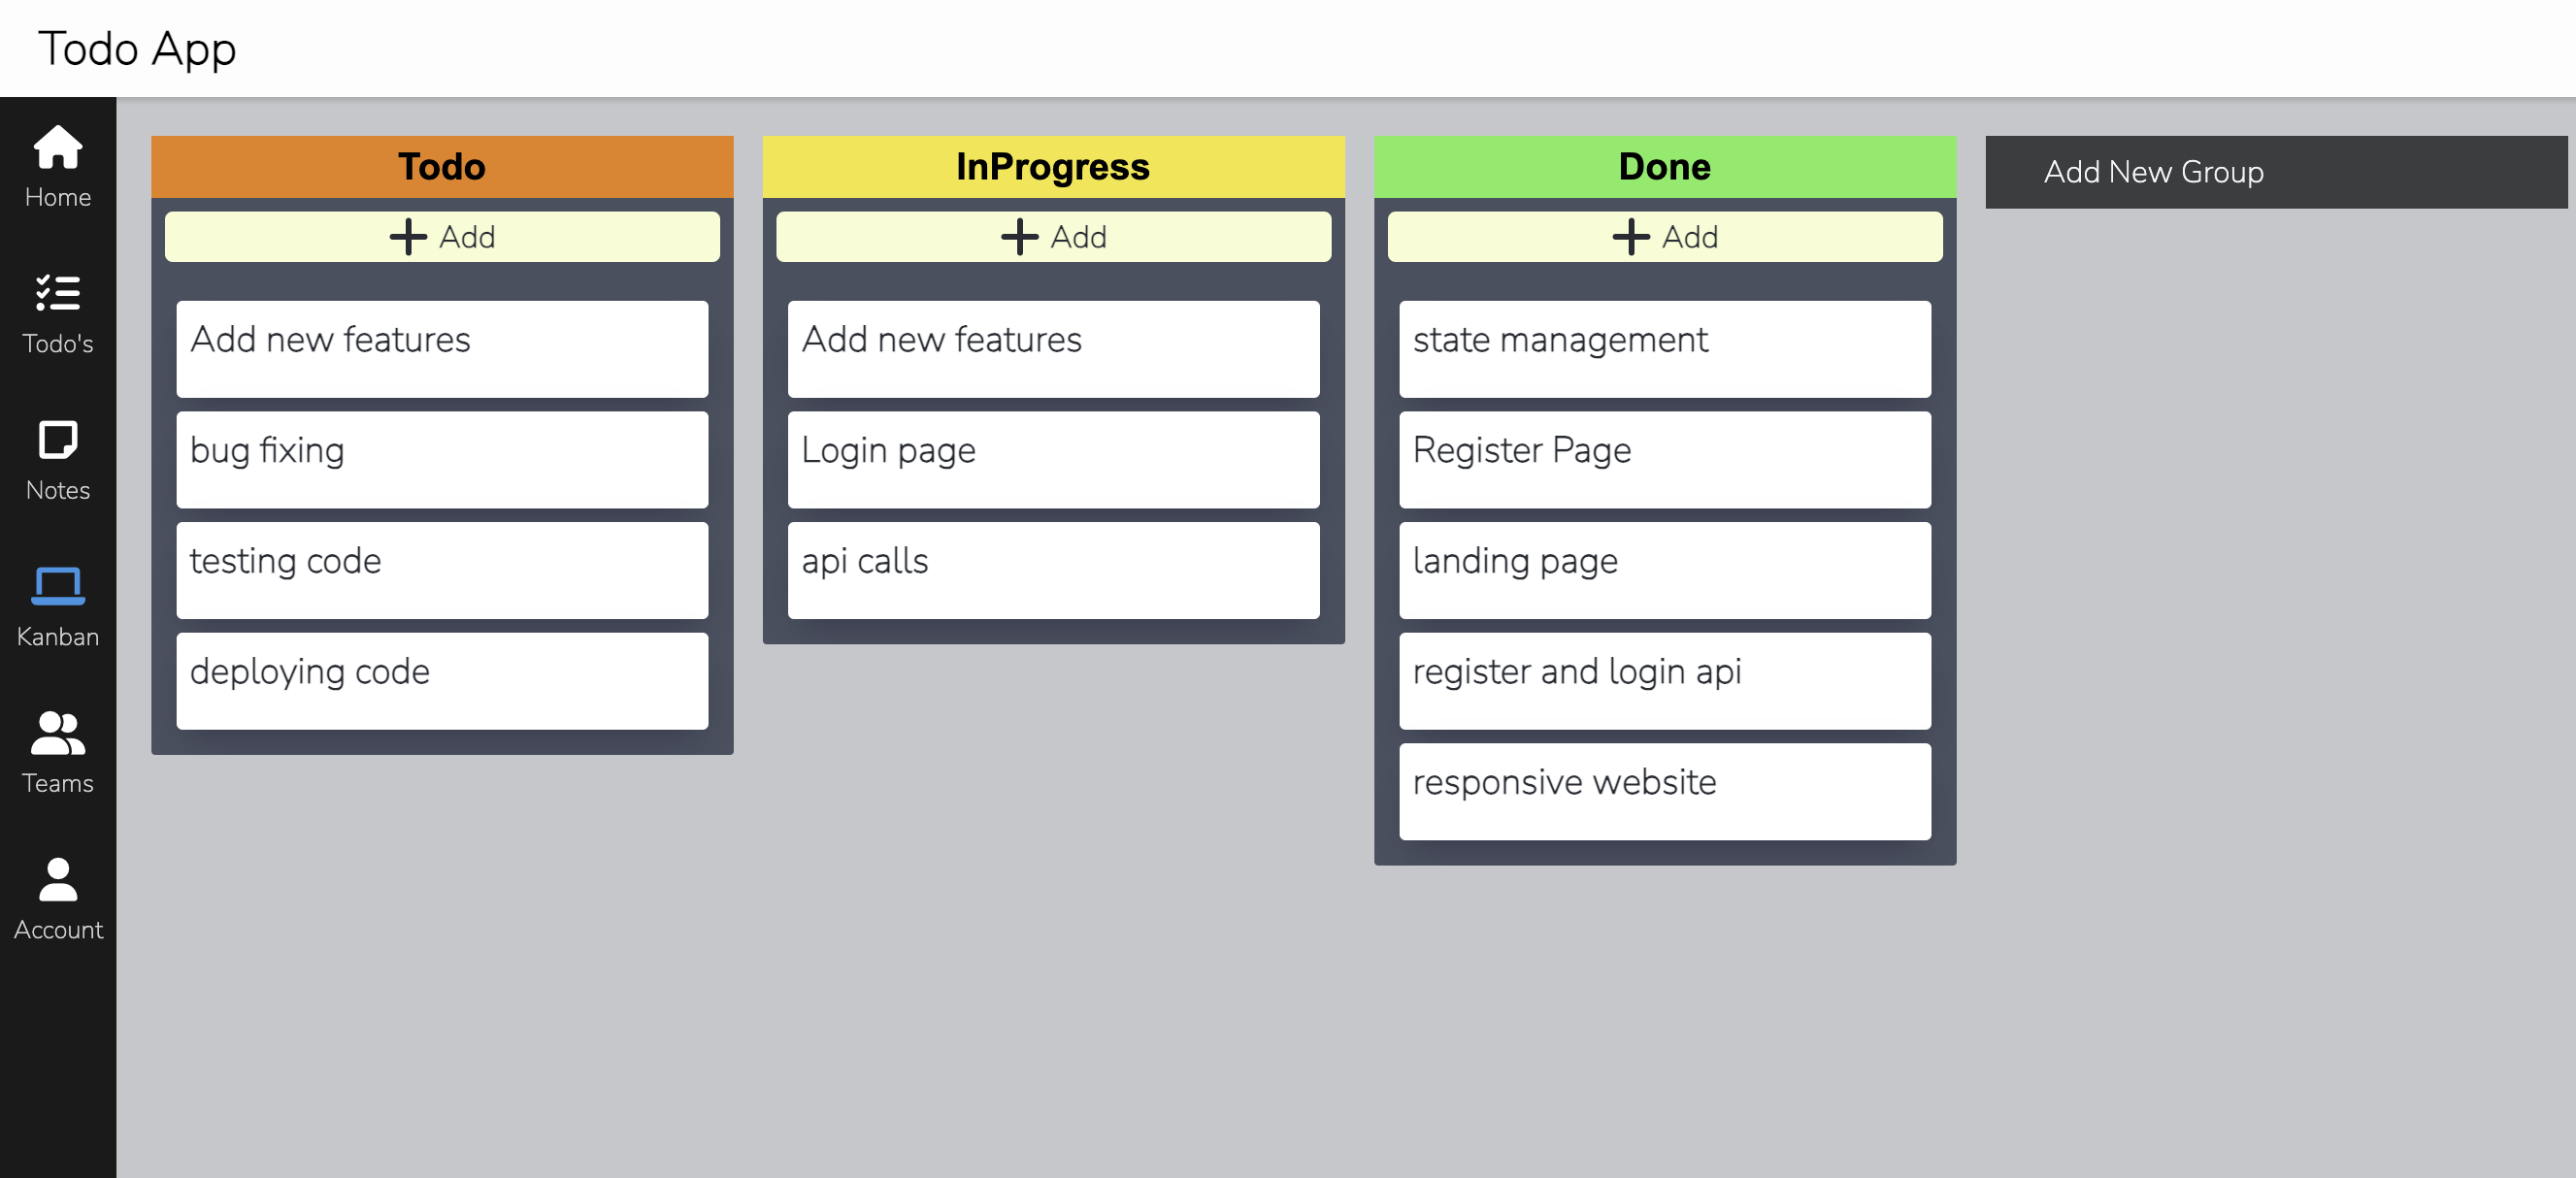 Todo App
Home
Todo's
Notes
Kanban
Teams
Account
Todo
Add
Add new features
bug fixing
testing code
deploying code
InProgress
Add
Add new features
Login page
api calls
Done
Add
state management
Register Page
landing page
register and login api
responsive website
Add New Group